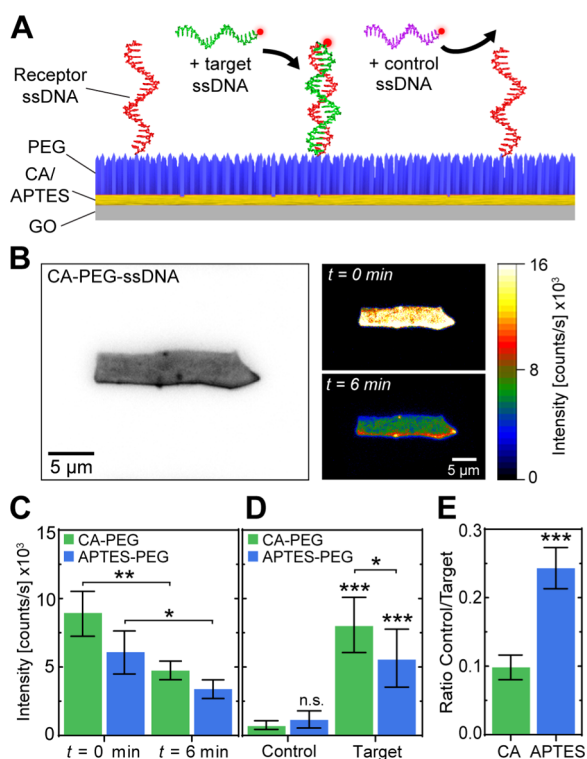 A
+ target
ssDNA
+ control
ssDNA
Receptor
ssDNA
PEG
CA/
APTES
GO
B
CA-PEG-ssDNA
5 µm
t = 0 min
t = 6 min
5 µm
16
8
0
Intensity [counts/s] x10³
C
CA-PEG
APTES-PEG
**
*
15
10
5
0
Intensity [counts/s] x10³
t = 0 min
t = 6 min
D
CA-PEG
APTES-PEG
*
***
***
n.s.
Control
Target
E
***
0.3
0.2
0.1
0.0
Ratio Control/Target
CA
APTES